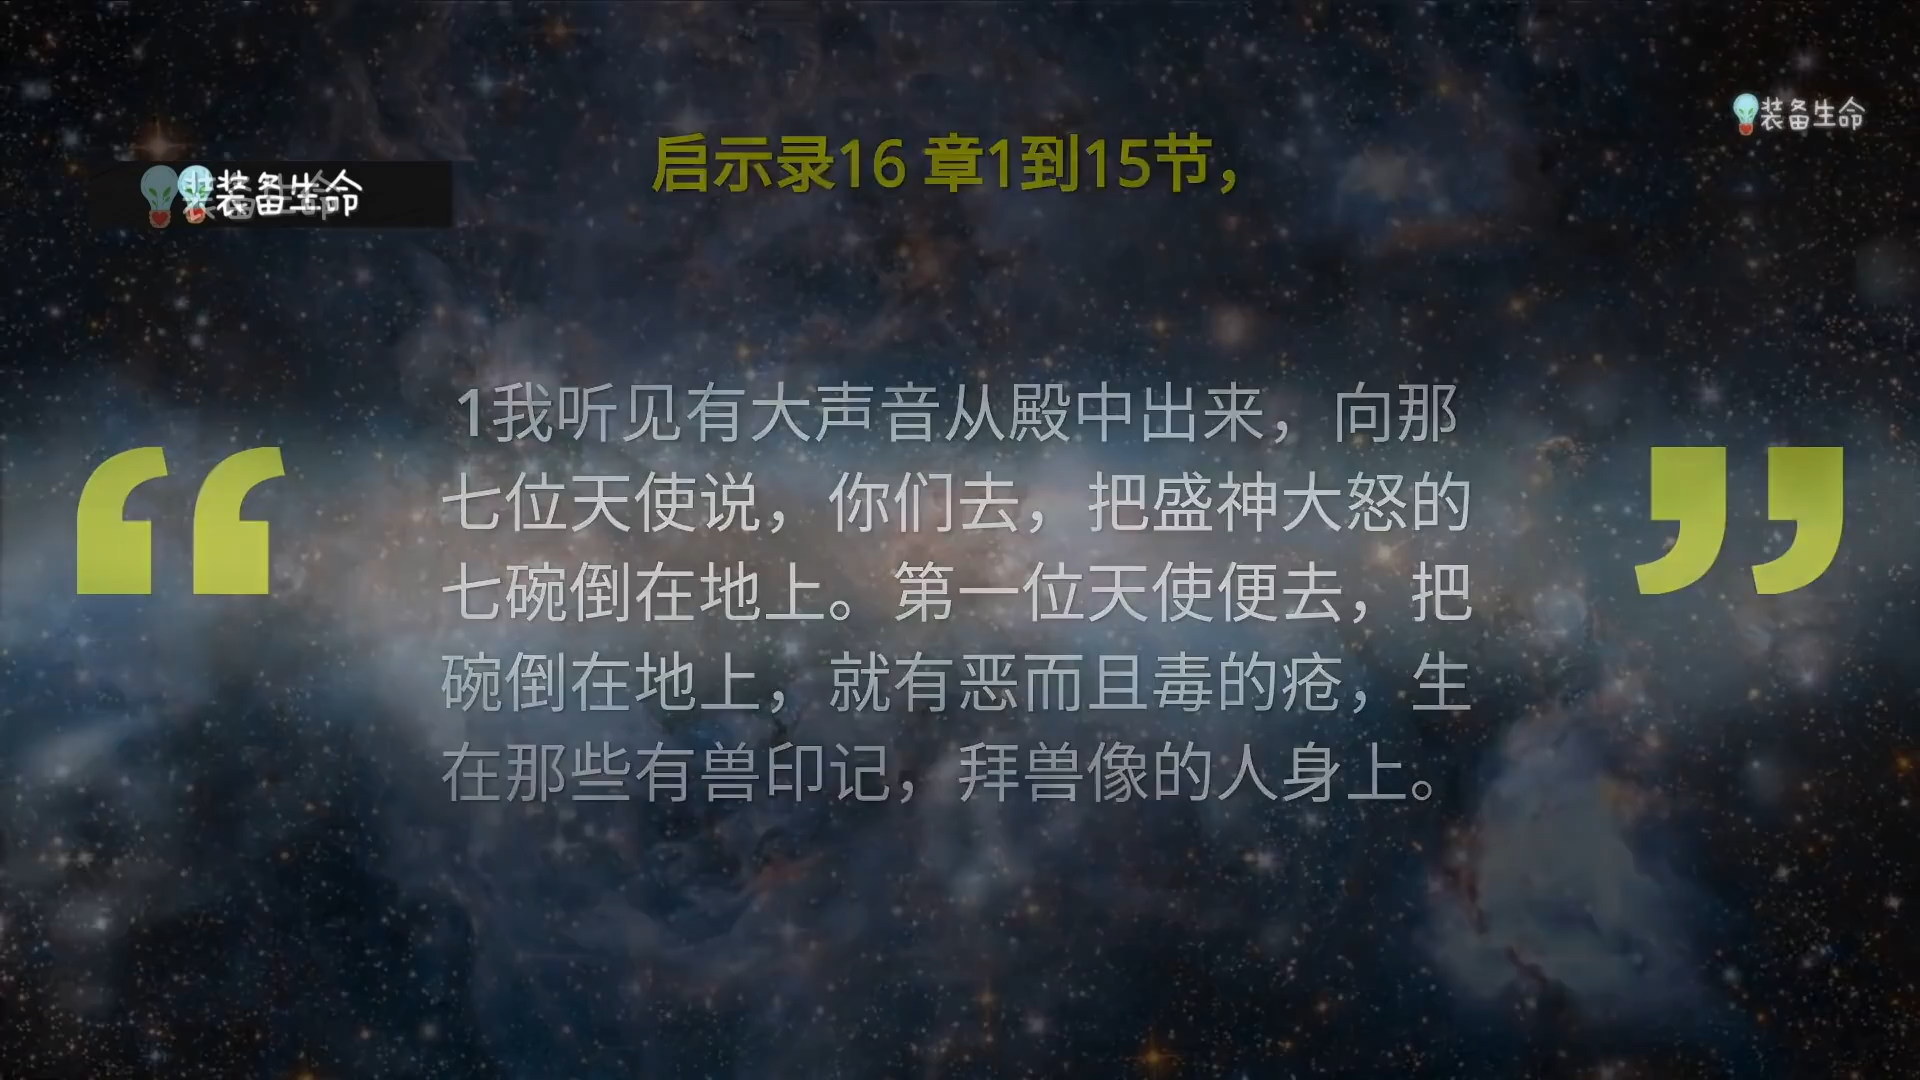 装备生命
启示录16 章1到15节，
装备生命
1我听见有大声音从殿中出来，向那
七位天使说，你们去，把盛神大怒的
七碗倒在地上。第一位天使便去，把
碗倒在地上，就有恶而且毒的疮，生
在那些有兽印记，拜兽像的人身上。